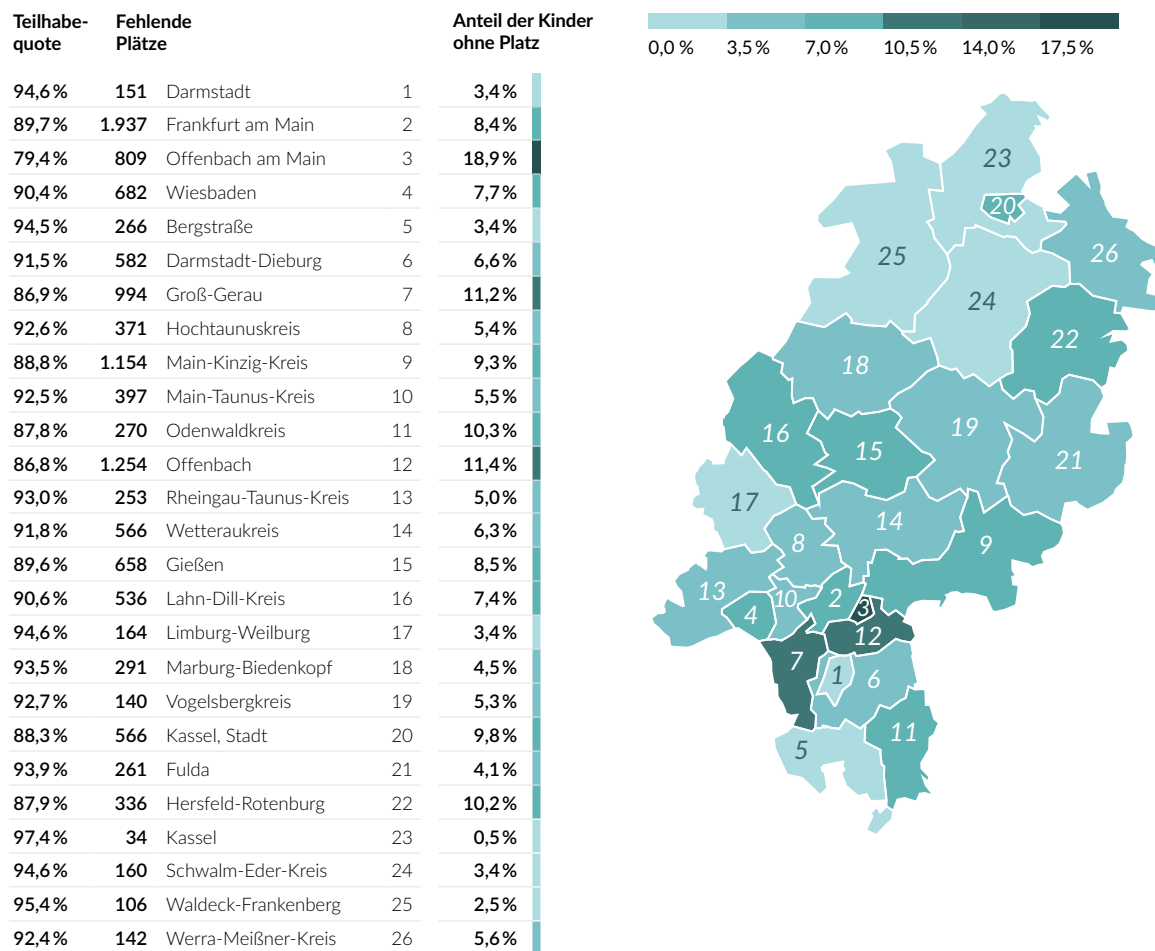 Teilhabe-
quote
Fehlende
Plätze
Anteil der Kinder
ohne Platz
94,6 % 151 Darmstadt 1 3,4 %
89,7 % 1.937 Frankfurt am Main 2 8,4 %
79,4 % 809 Offenbach am Main 3 18,9 %
90,4 % 682 Wiesbaden 4 7,7 %
94,5 % 266 Bergstraße 5 3,4 %
91,5 % 582 Darmstadt-Dieburg 6 6,6 %
86,9 % 994 Groß-Gerau 7 11,2 %
92,6 % 371 Hochtaunuskreis 8 5,4 %
88,8 % 1.154 Main-Kinzig-Kreis 9 9,3 %
92,5 % 397 Main-Taunus-Kreis 10 5,5 %
87,8 % 270 Odenwaldkreis 11 10,3 %
86,8 % 1.254 Offenbach 12 11,4 %
93,0 % 253 Rheingau-Taunus-Kreis 13 5,0 %
91,8 % 566 Wetteraukreis 14 6,3 %
89,6 % 658 Gießen 15 8,5 %
90,6 % 536 Lahn-Dill-Kreis 16 7,4 %
94,6 % 164 Limburg-Weilburg 17 3,4 %
93,5 % 291 Marburg-Biedenkopf 18 4,5 %
92,7 % 140 Vogelsbergkreis 19 5,3 %
88,3 % 566 Kassel, Stadt 20 9,8 %
93,9 % 261 Fulda 21 4,1 %
87,9 % 336 Hersfeld-Rotenburg 22 10,2 %
97,4 % 34 Kassel 23 0,5 %
94,6 % 160 Schwalm-Eder-Kreis 24 3,4 %
95,4 % 106 Waldeck-Frankenberg 25 2,5 %
92,4 % 142 Werra-Meißner-Kreis 26 5,6 %
0,0 % 3,5 % 7,0 % 10,5 % 14,0 % 17,5 %
23
20
26
25
24
22
18
19
16
15
21
17
14
8
9
13
10
2
3
4
12
7
1
6
11
5